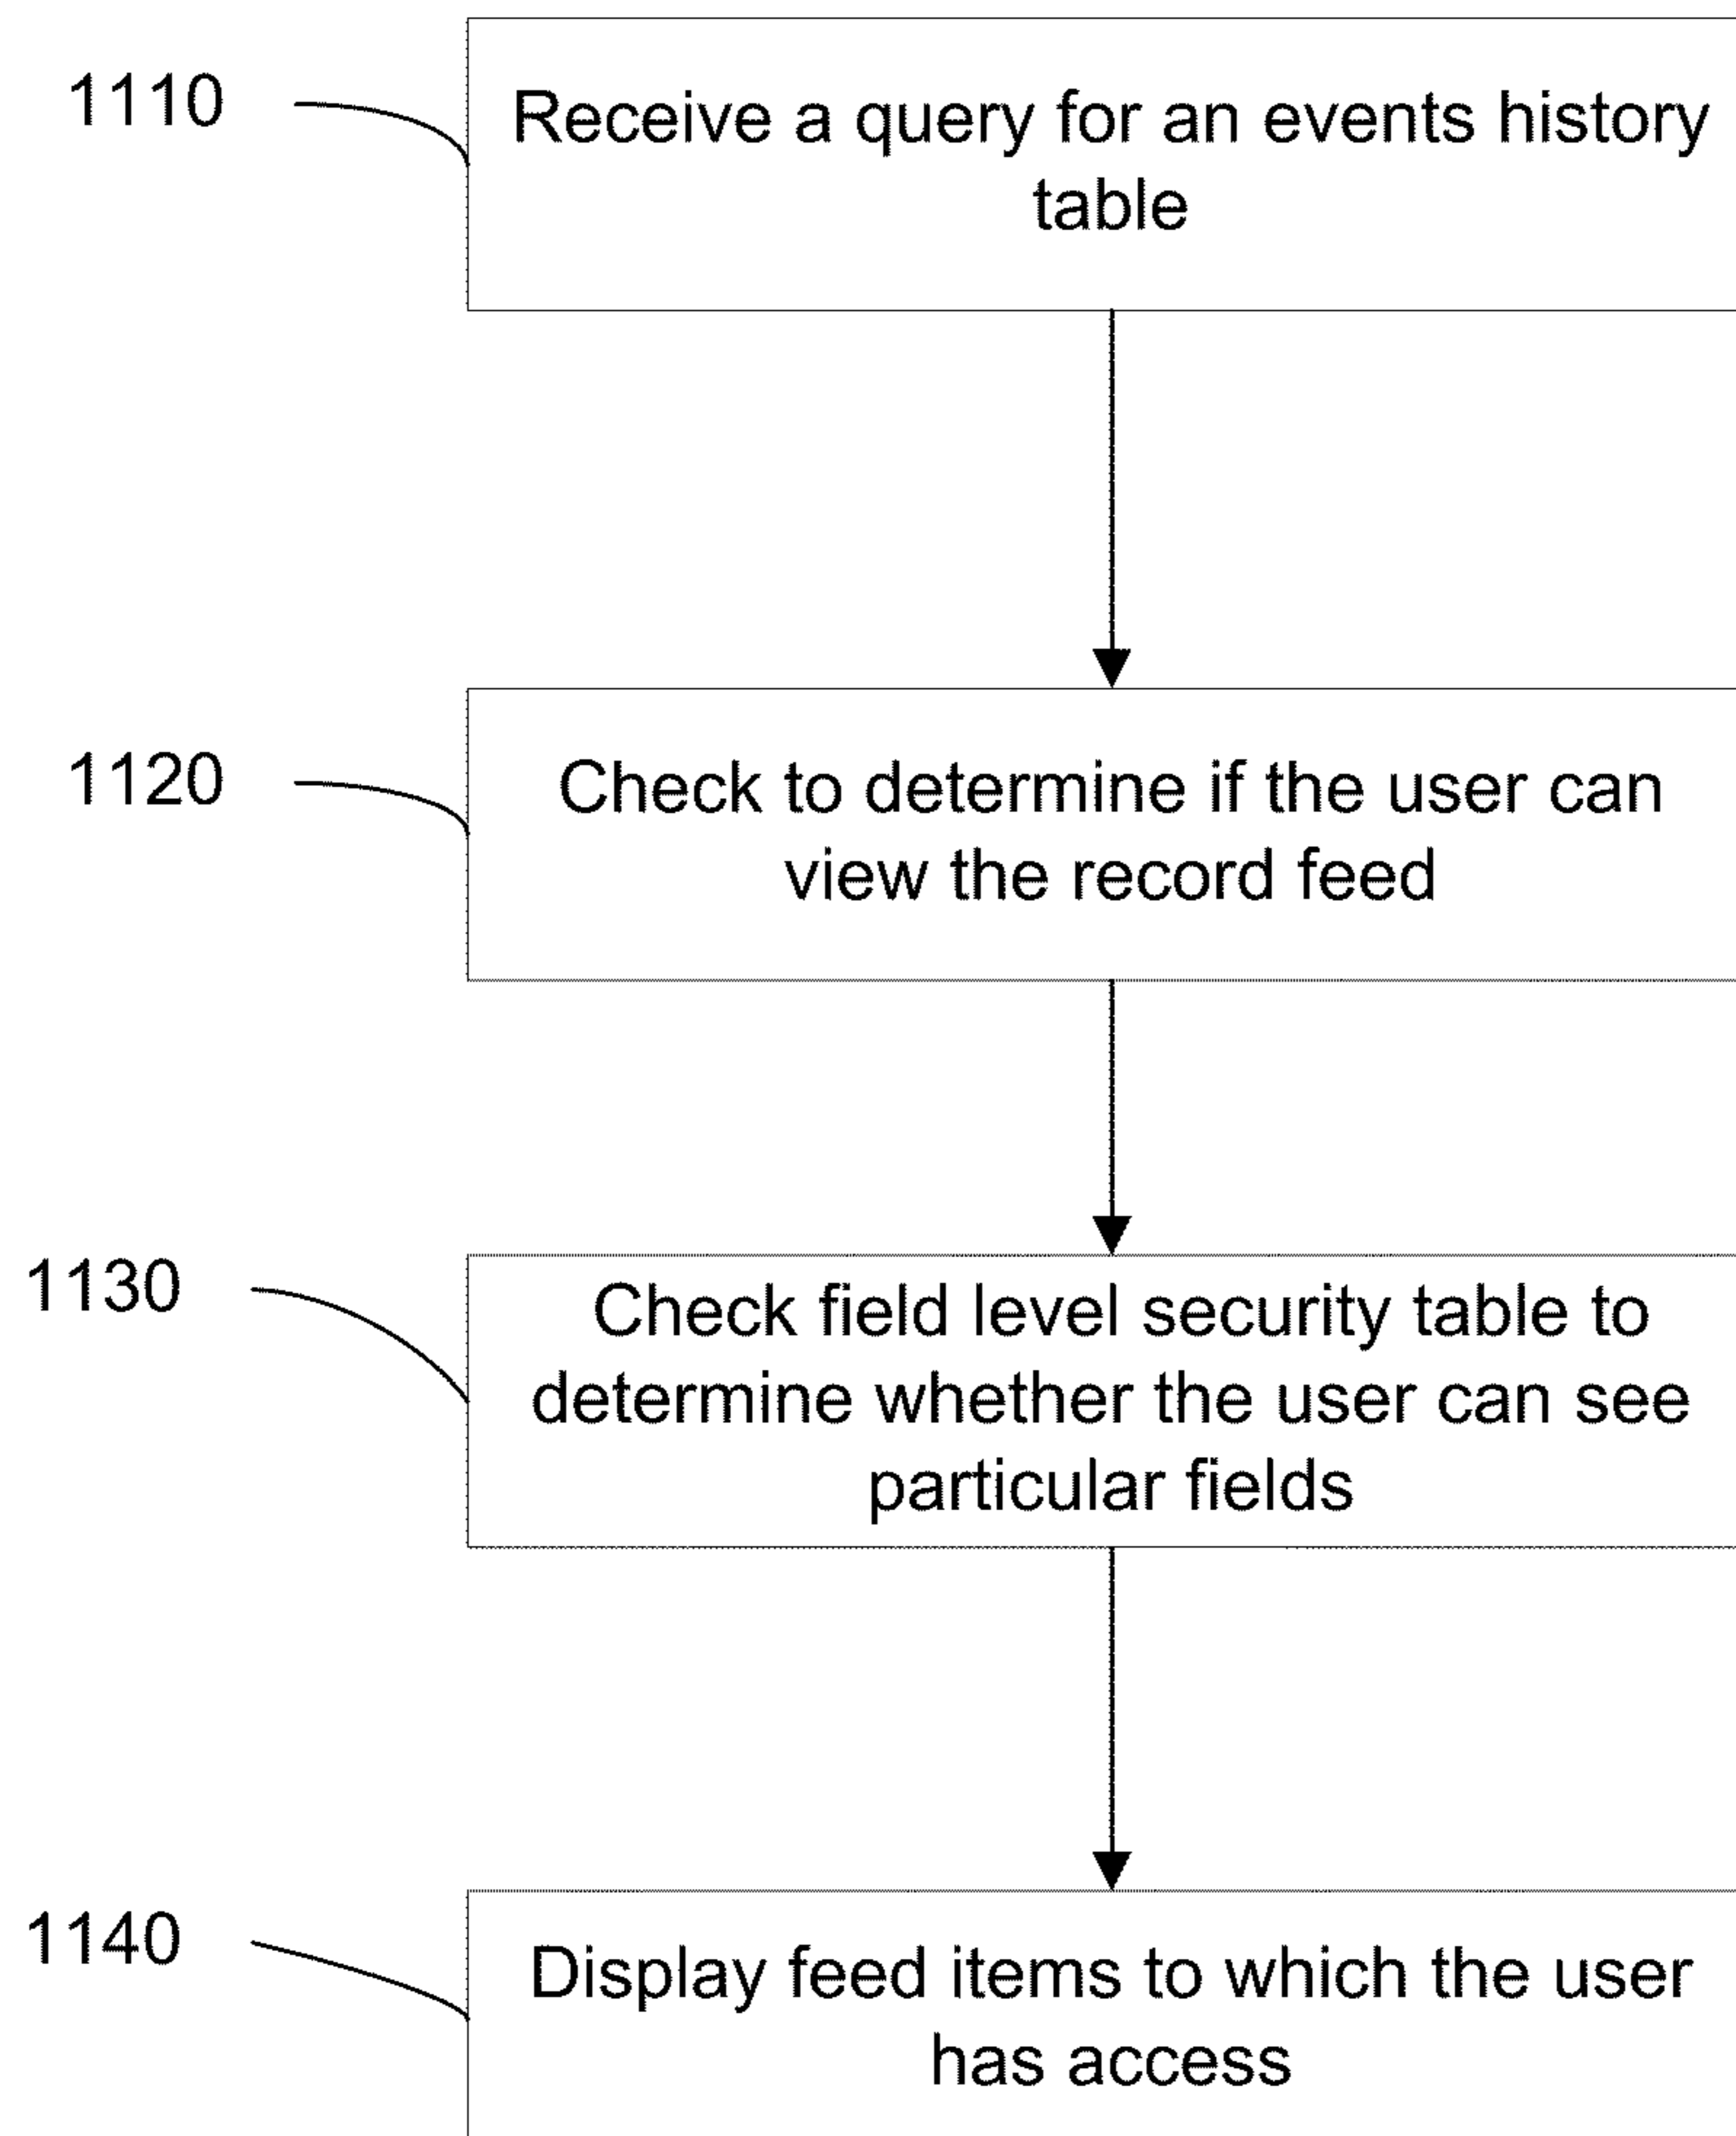 1110
Receive a query for an events history
table
1120
Check to determine if the user can
view the record feed
1130
Check field level security table to
determine whether the user can see
particular fields
1140
Display feed items to which the user
has access